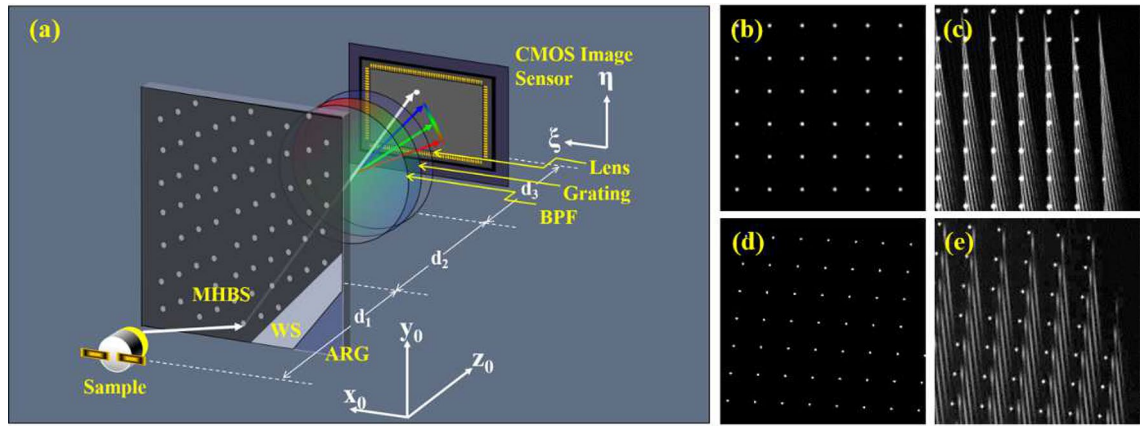 (a)
CMOS Image
Sensor
η
ξ
Lens
Grating
BPF
d₃
d₂
d₁
MHBS
WS
ARG
Sample
y₀
z₀
x₀
(b)
(c)
(d)
(e)